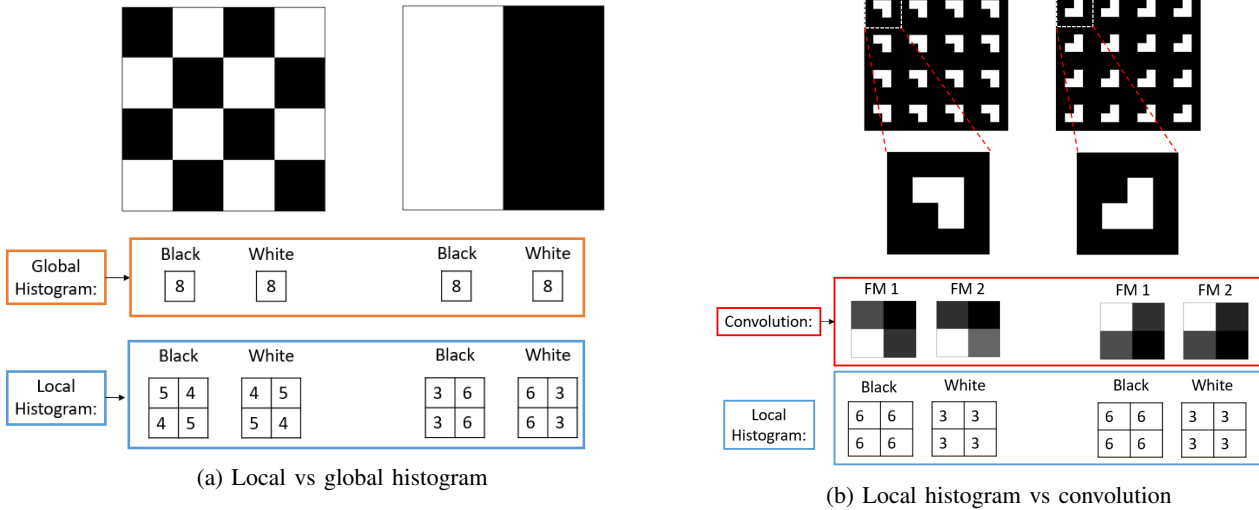 Global
Histogram:
Black White Black White
8 8 8 8
Local
Histogram:
Black White Black White
5 4 4 5 3 6 6 3
4 5 5 4 3 6 6 3
(a) Local vs global histogram
Convolution:
FM 1 FM 2 FM 1 FM 2
Local
Histogram:
Black White Black White
6 6 3 3 6 6 3 3
6 6 3 3 6 6 3 3
(b) Local histogram vs convolution